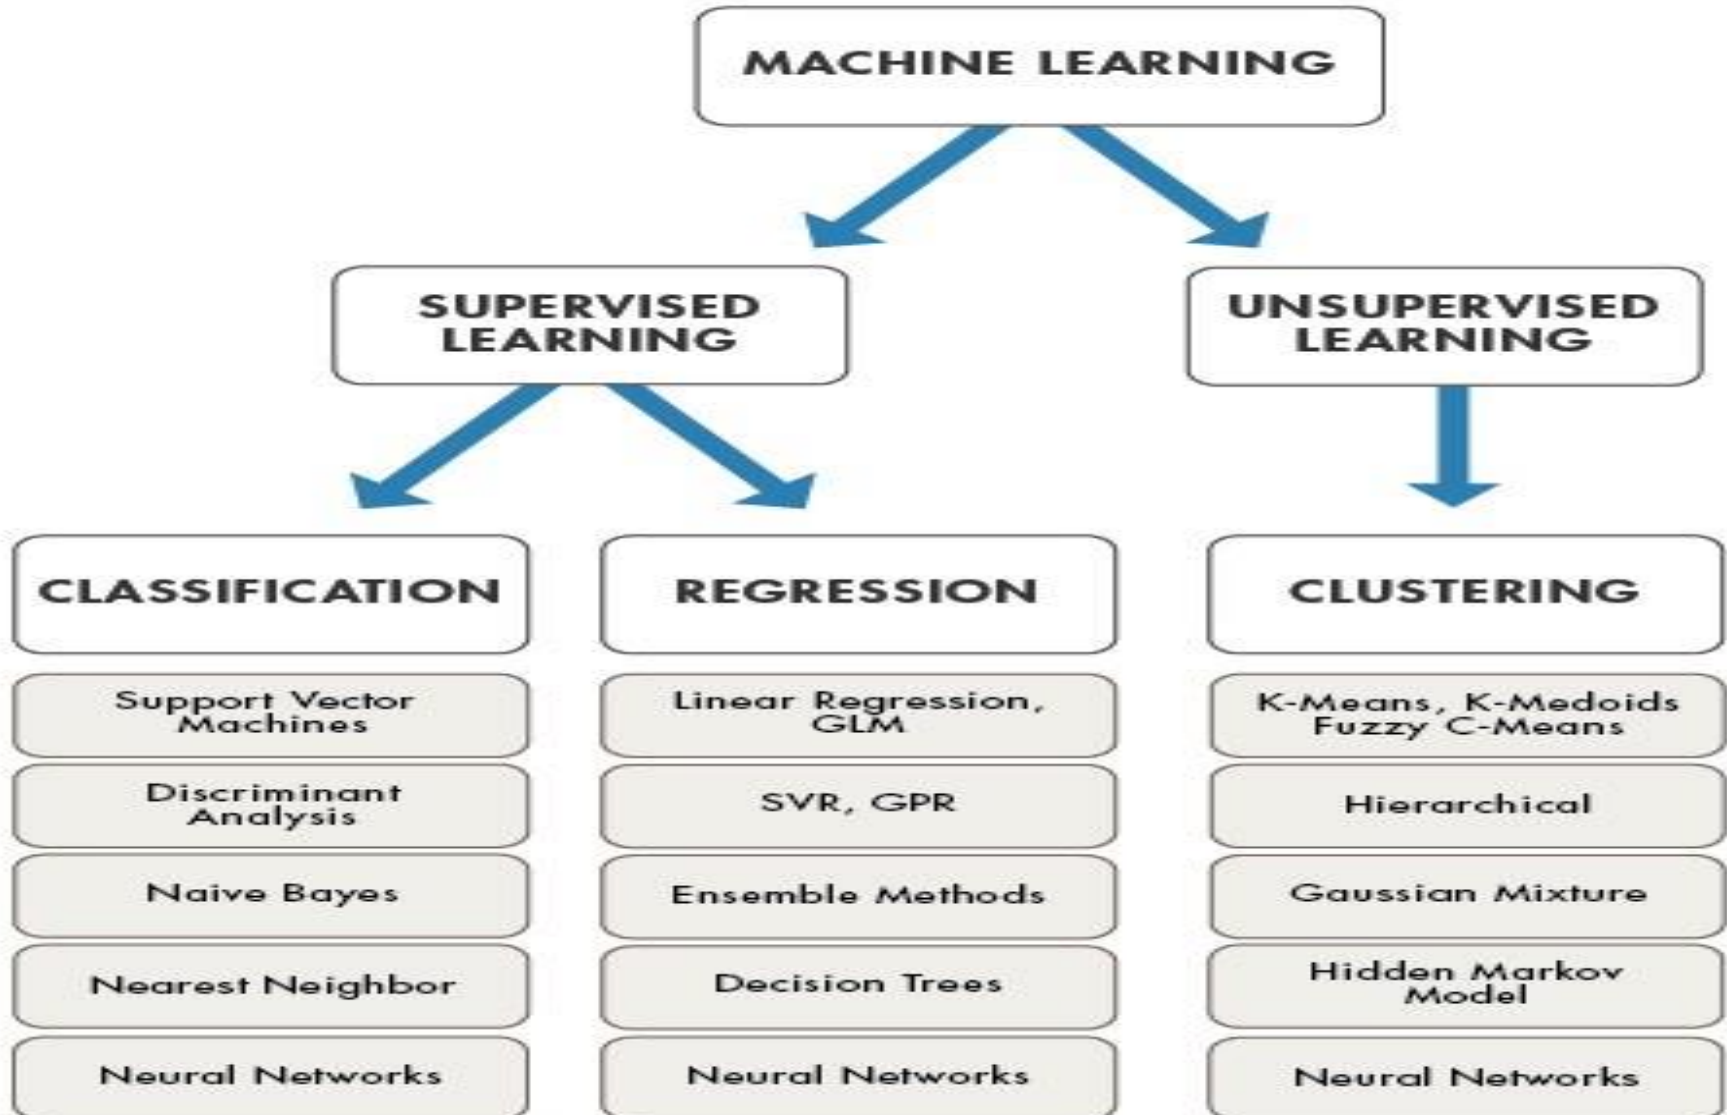 MACHINE LEARNING
SUPERVISED
LEARNING
UNSUPERVISED
LEARNING
CLASSIFICATION
Support Vector
Machines
Discriminant
Analysis
Naive Bayes
Nearest Neighbor
Neural Networks
REGRESSION
Linear Regression,
GLM
SVR, GPR
Ensemble Methods
Decision Trees
Neural Networks
CLUSTERING
K-Means, K-Medoids
Fuzzy C-Means
Hierarchical
Gaussian Mixture
Hidden Markov
Model
Neural Networks